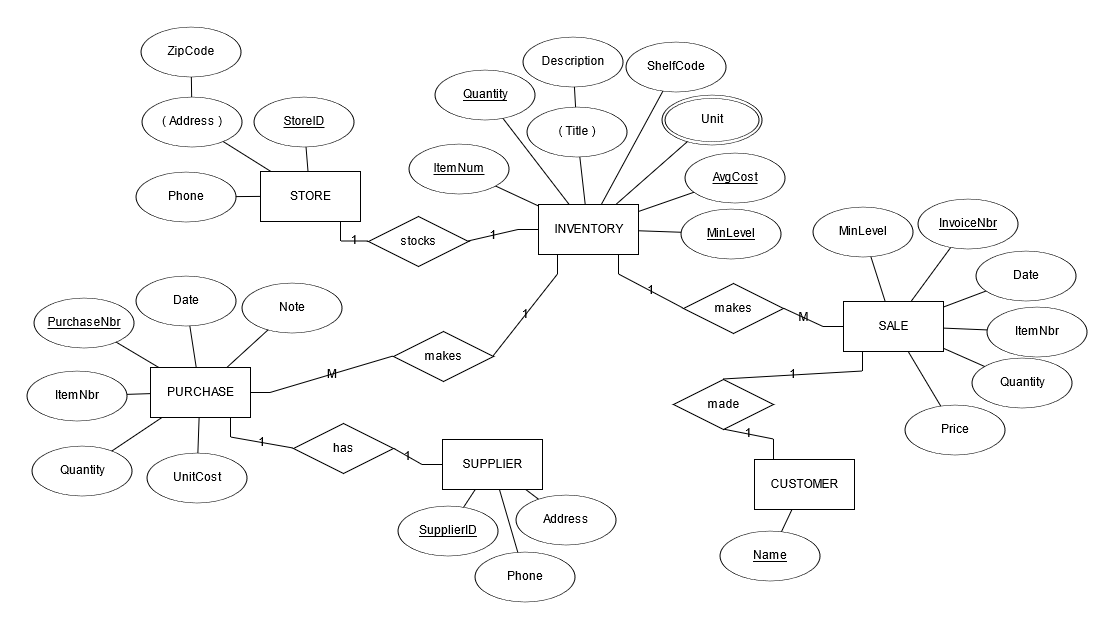 ZipCode
Description
ShelfCode
Quantity
( Address )
StoreID
( Title )
Unit
ItemNum
AvgCost
Phone
STORE
INVENTORY
MinLevel
MinLevel
InvoiceNbr
1
stocks
1
Date
Date
Note
1
makes
M
SALE
ItemNbr
PurchaseNbr
1
makes
M
1
Quantity
ItemNbr
PURCHASE
made
Price
1
has
1
1
Quantity
UnitCost
SUPPLIER
CUSTOMER
SupplierID
Address
Name
Phone